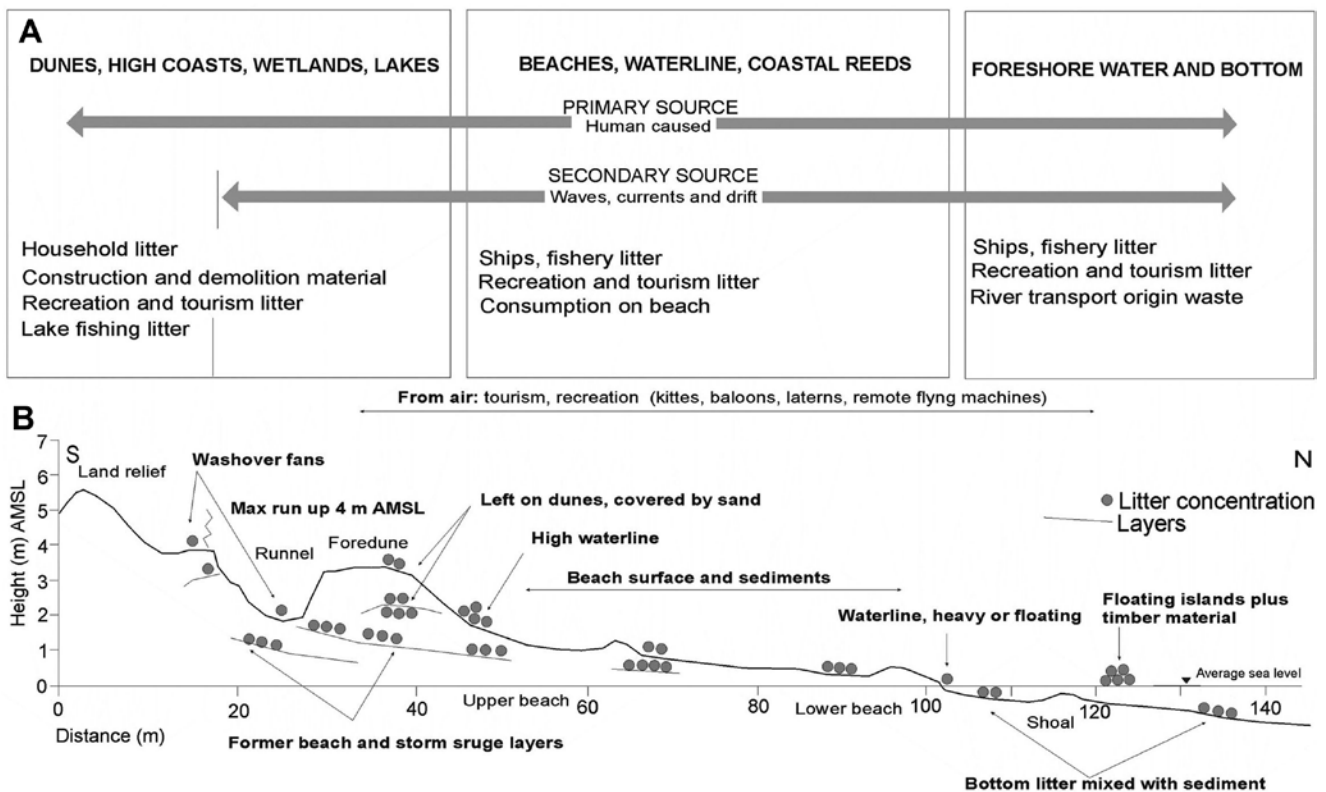 A
DUNES, HIGH COASTS, WETLANDS, LAKES
BEACHES, WATERLINE, COASTAL REEDS
FORESHORE WATER AND BOTTOM
PRIMARY SOURCE
Human caused
SECONDARY SOURCE
Waves, currents and drift
Household litter
Construction and demolition material
Recreation and tourism litter
Lake fishing litter
Ships, fishery litter
Recreation and tourism litter
Consumption on beach
Ships, fishery litter
Recreation and tourism litter
River transport origin waste
From air: tourism, recreation (kittes, baloons, laterns, remote flyng machines)
B
Height (m) AMSL
7
6
5
4
3
2
1
0
S
N
Land relief
Washover fans
Max run up 4 m AMSL
Runnel
Foredune
Left on dunes, covered by sand
High waterline
Beach surface and sediments
Waterline, heavy or floating
Floating islands plus
timber material
Litter concentration
Layers
Average sea level
Upper beach
Lower beach
Shoal
0
20
40
60
80
100
120
140
Distance (m)
Former beach and storm sruge layers
Bottom litter mixed with sediment